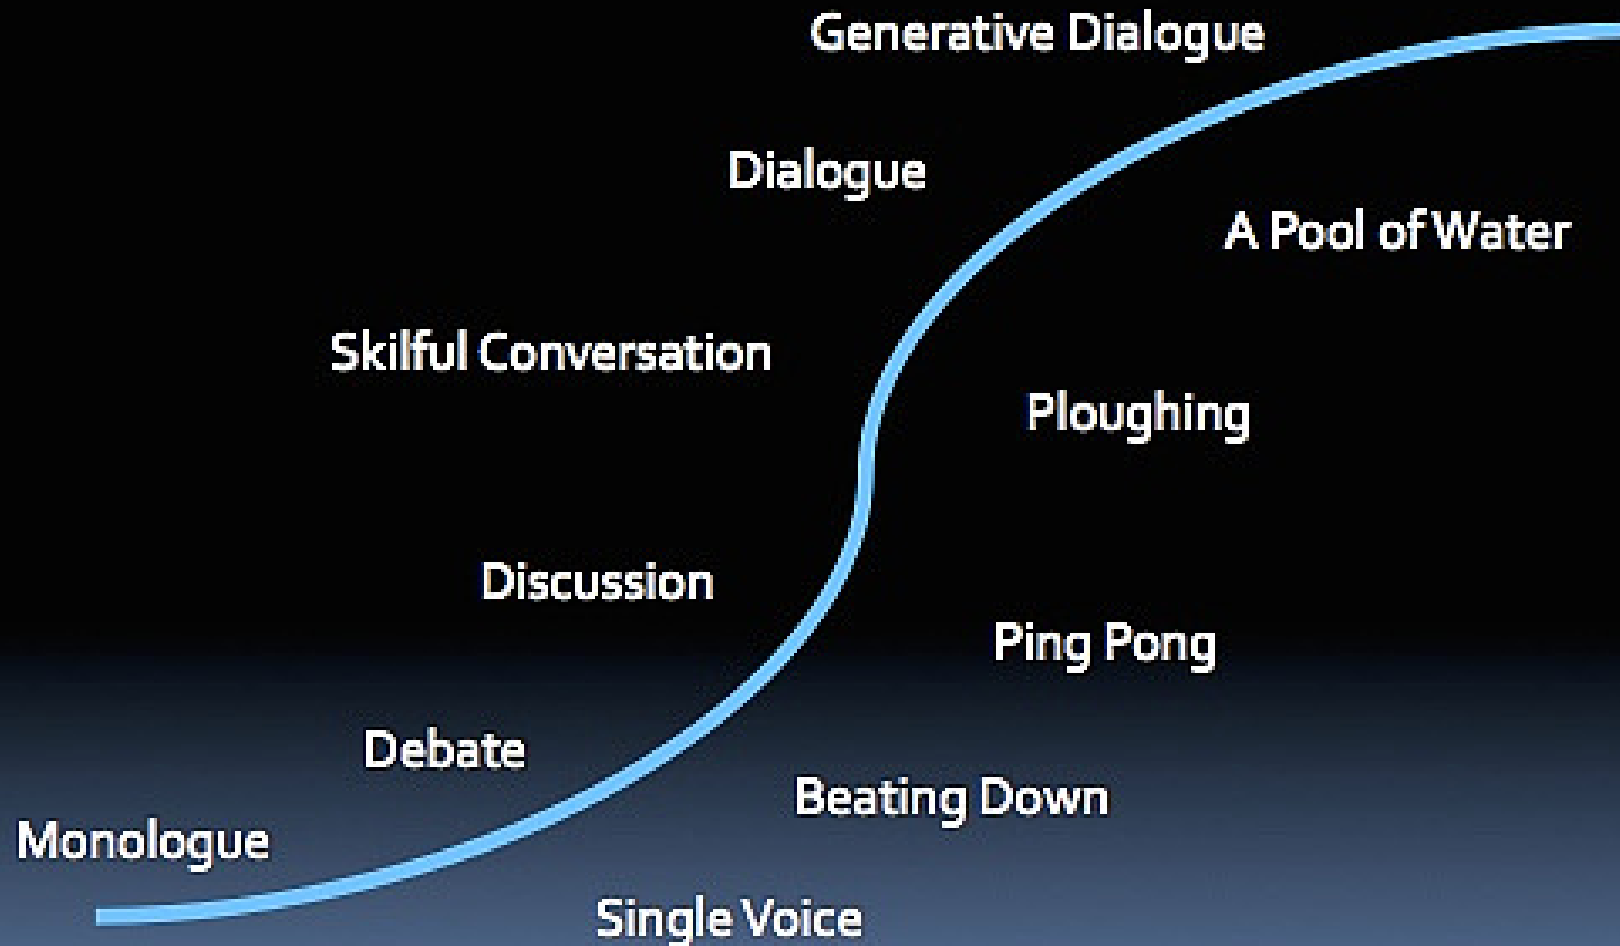 Generative Dialogue
Dialogue
A Pool of Water
Skilful Conversation
Ploughing
Discussion
Ping Pong
Debate
Beating Down
Monologue
Single Voice